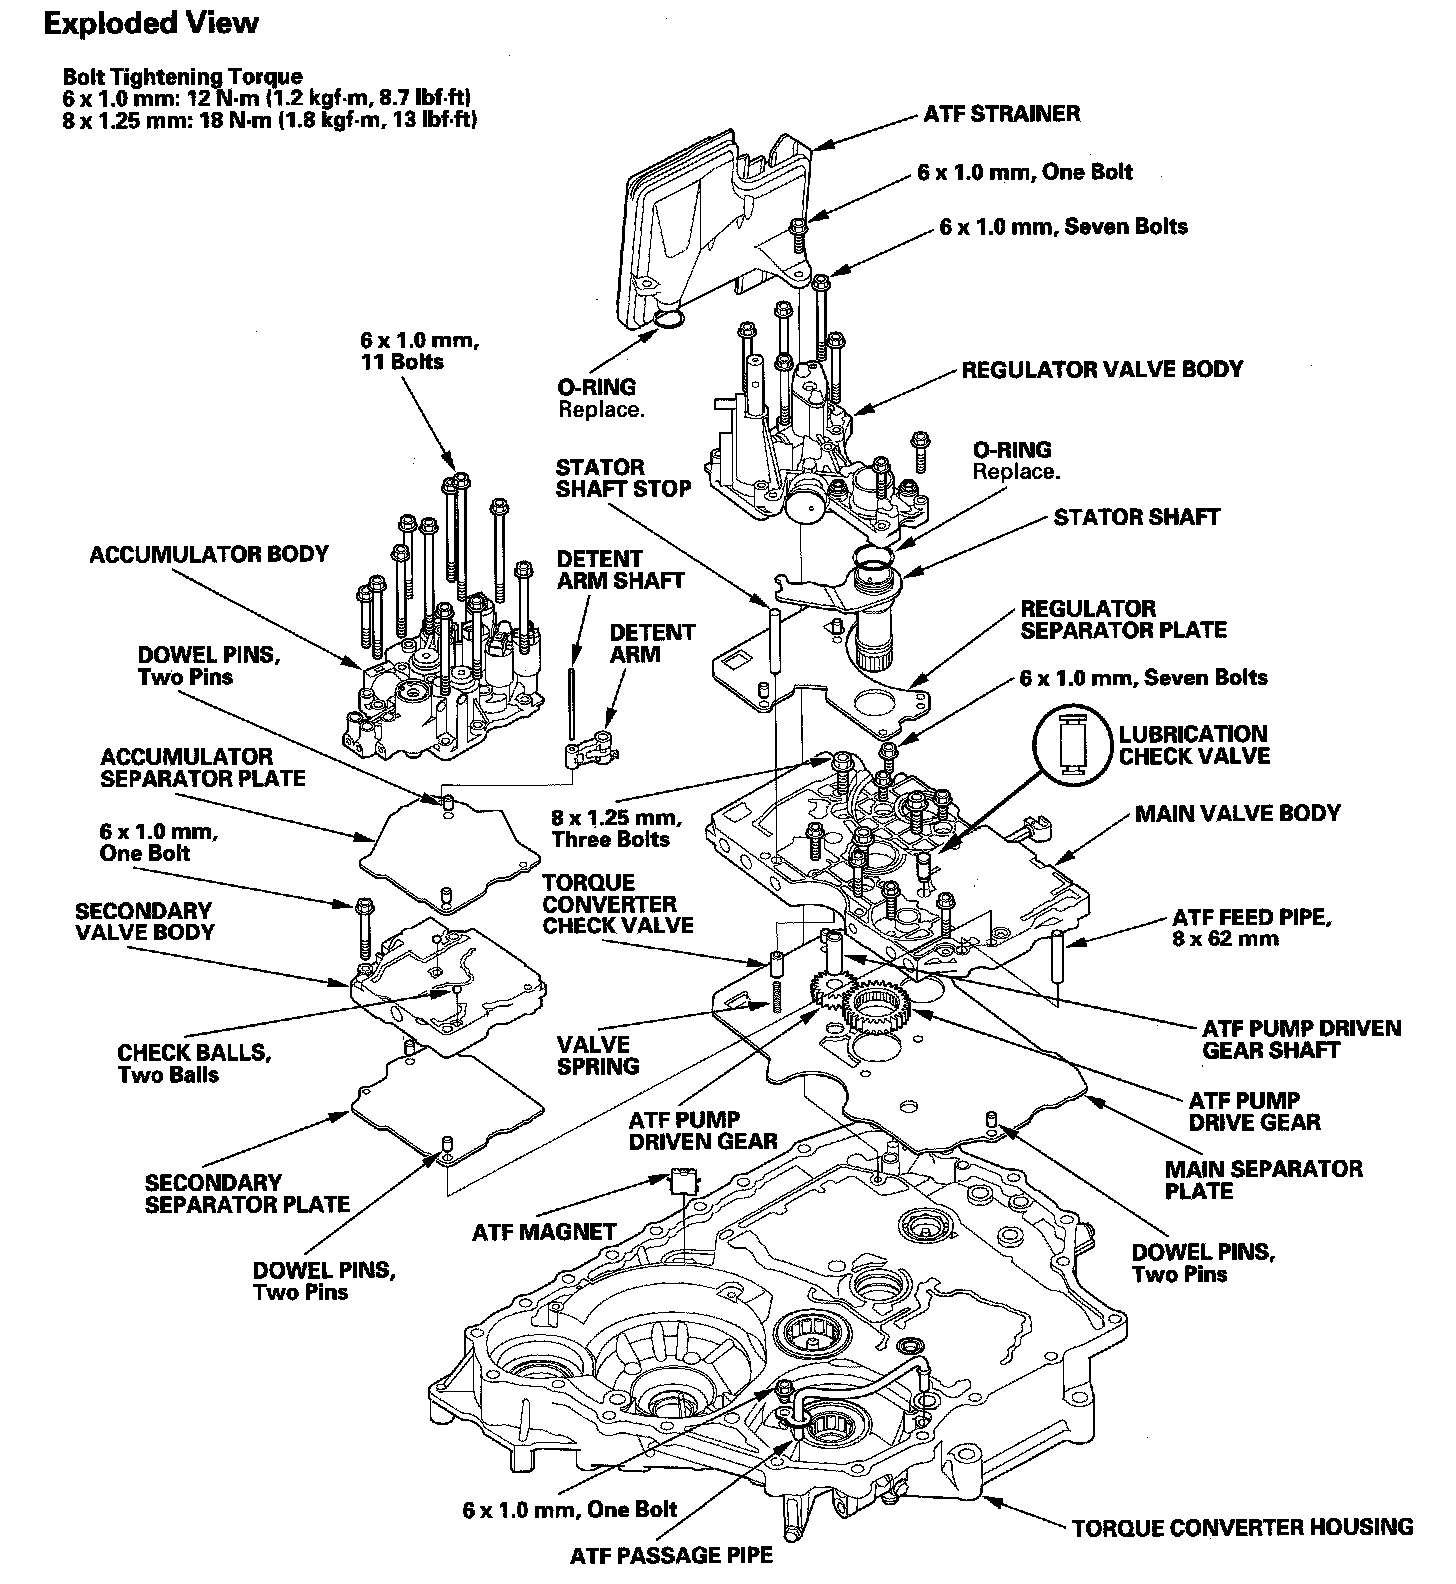 Exploded View
Bolt Tightening Torque
6 x 1.0 mm: 12 N·m (1.2 kgf·m, 8.7 lbf·ft)
8 x 1.25 mm: 18 N·m (1.8 kgf·m, 13 lbf·ft)
ATF STRAINER
6 x 1.0 mm, One Bolt
6 x 1.0 mm, Seven Bolts
6 x 1.0 mm,
11 Bolts
O-RING
Replace.
REGULATOR VALVE BODY
O-RING
Replace.
STATOR
SHAFT STOP
STATOR SHAFT
ACCUMULATOR BODY
DETENT
ARM SHAFT
REGULATOR
SEPARATOR PLATE
DETENT
ARM
DOWEL PINS,
Two Pins
6 x 1.0 mm, Seven Bolts
LUBRICATION
CHECK VALVE
ACCUMULATOR
SEPARATOR PLATE
8 x 1.25 mm,
Three Bolts
MAIN VALVE BODY
6 x 1.0 mm,
One Bolt
TORQUE
CONVERTER
CHECK VALVE
SECONDARY
VALVE BODY
ATF FEED PIPE,
8 x 62 mm
CHECK BALLS,
Two Balls
VALVE
SPRING
ATF PUMP DRIVEN
GEAR SHAFT
ATF PUMP
DRIVEN GEAR
ATF PUMP
DRIVE GEAR
SECONDARY
SEPARATOR PLATE
MAIN SEPARATOR
PLATE
ATF MAGNET
DOWEL PINS,
Two Pins
DOWEL PINS,
Two Pins
6 x 1.0 mm, One Bolt
ATF PASSAGE PIPE
TORQUE CONVERTER HOUSING